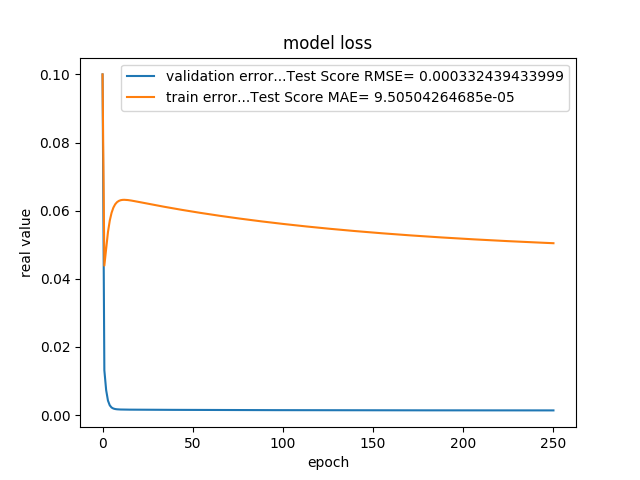 model loss
validation error...Test Score RMSE= 0.000332439433999
train error...Test Score MAE= 9.50504264685e-05
real value
0.10
0.08
0.06
0.04
0.02
0.00
0 50 100 150 200 250
epoch